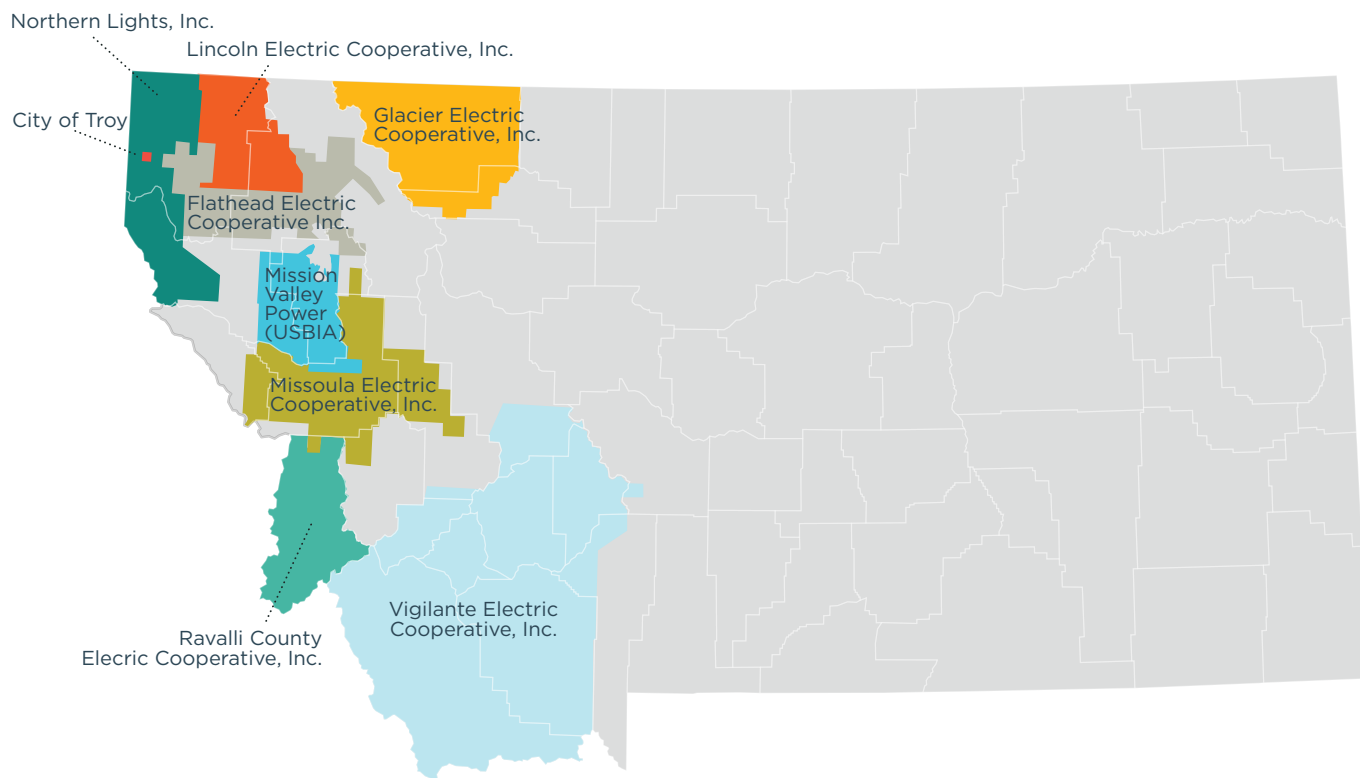 Northern Lights, Inc.
Lincoln Electric Cooperative, Inc.
City of Troy
Glacier Electric
Cooperative, Inc.
Flathead Electric
Cooperative Inc.
Mission
Valley
Power
(USBIA)
Missoula Electric
Cooperative, Inc.
Vigilante Electric
Cooperative, Inc.
Ravalli County
Elecric Cooperative, Inc.